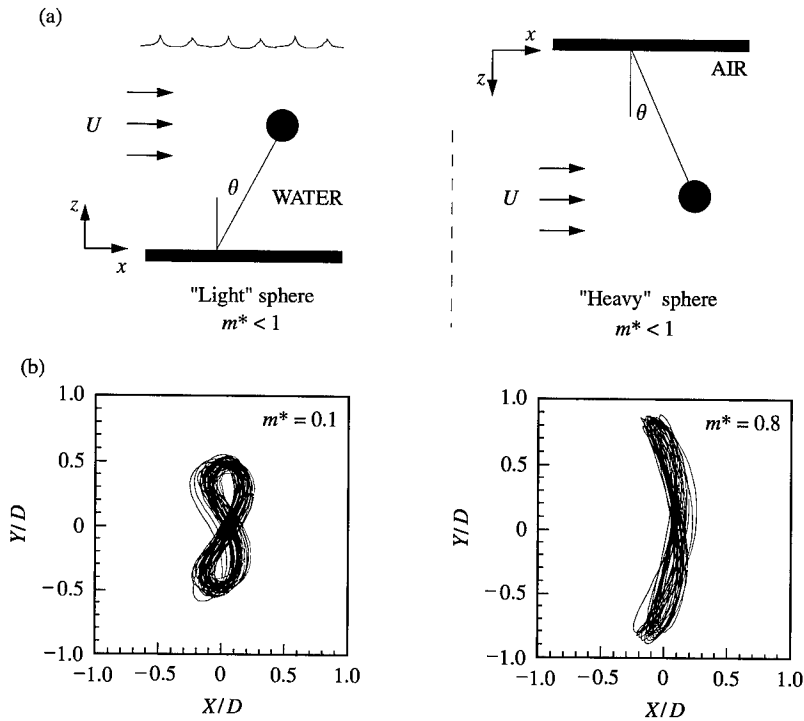 (a)
U
θ
WATER
z
x
"Light" sphere
m* < 1
x
z
AIR
θ
U
"Heavy" sphere
m* < 1
(b)
1.0
0.5
0
−0.5
−1.0
Y/D
m* = 0.1
−1.0 −0.5 0 0.5 1.0
X/D
1.0
0.5
0
−0.5
−1.0
Y/D
m* = 0.8
−1.0 −0.5 0 0.5 1.0
X/D